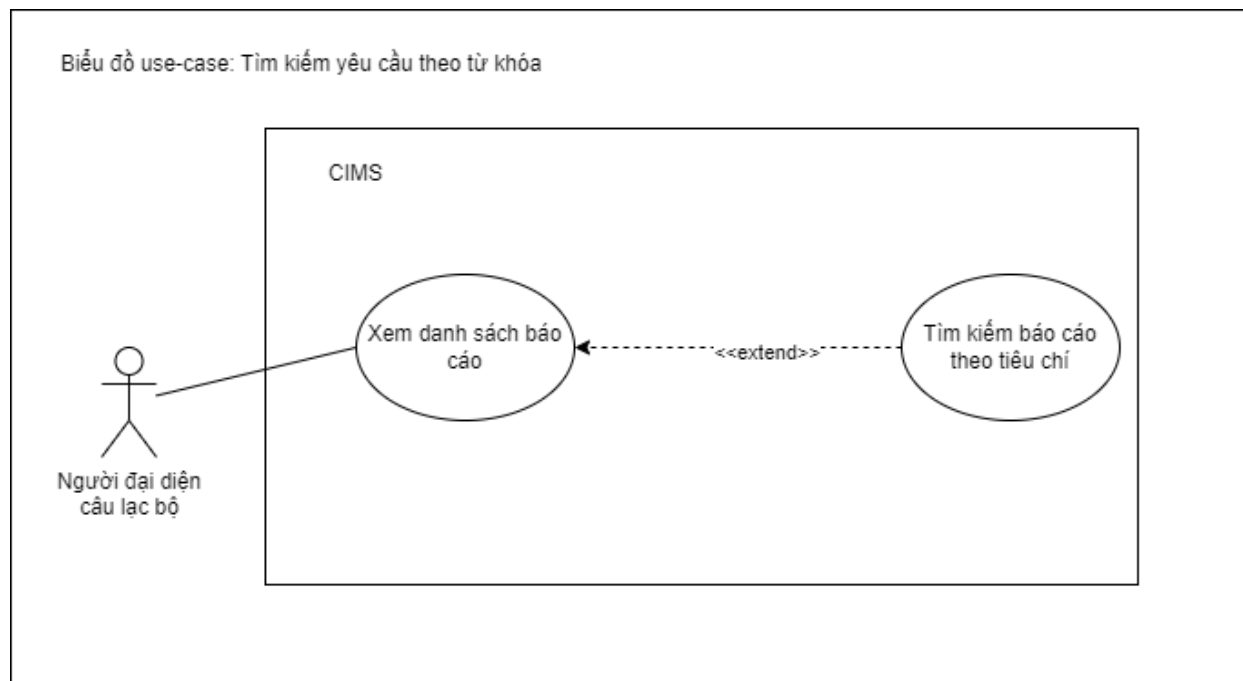 Biểu đồ use-case: Tìm kiếm yêu cầu theo từ khóa
CIMS
Xem danh sách báo
cáo
<<extend>>
Tìm kiếm báo cáo
theo tiêu chí
Người đại diện
câu lạc bộ